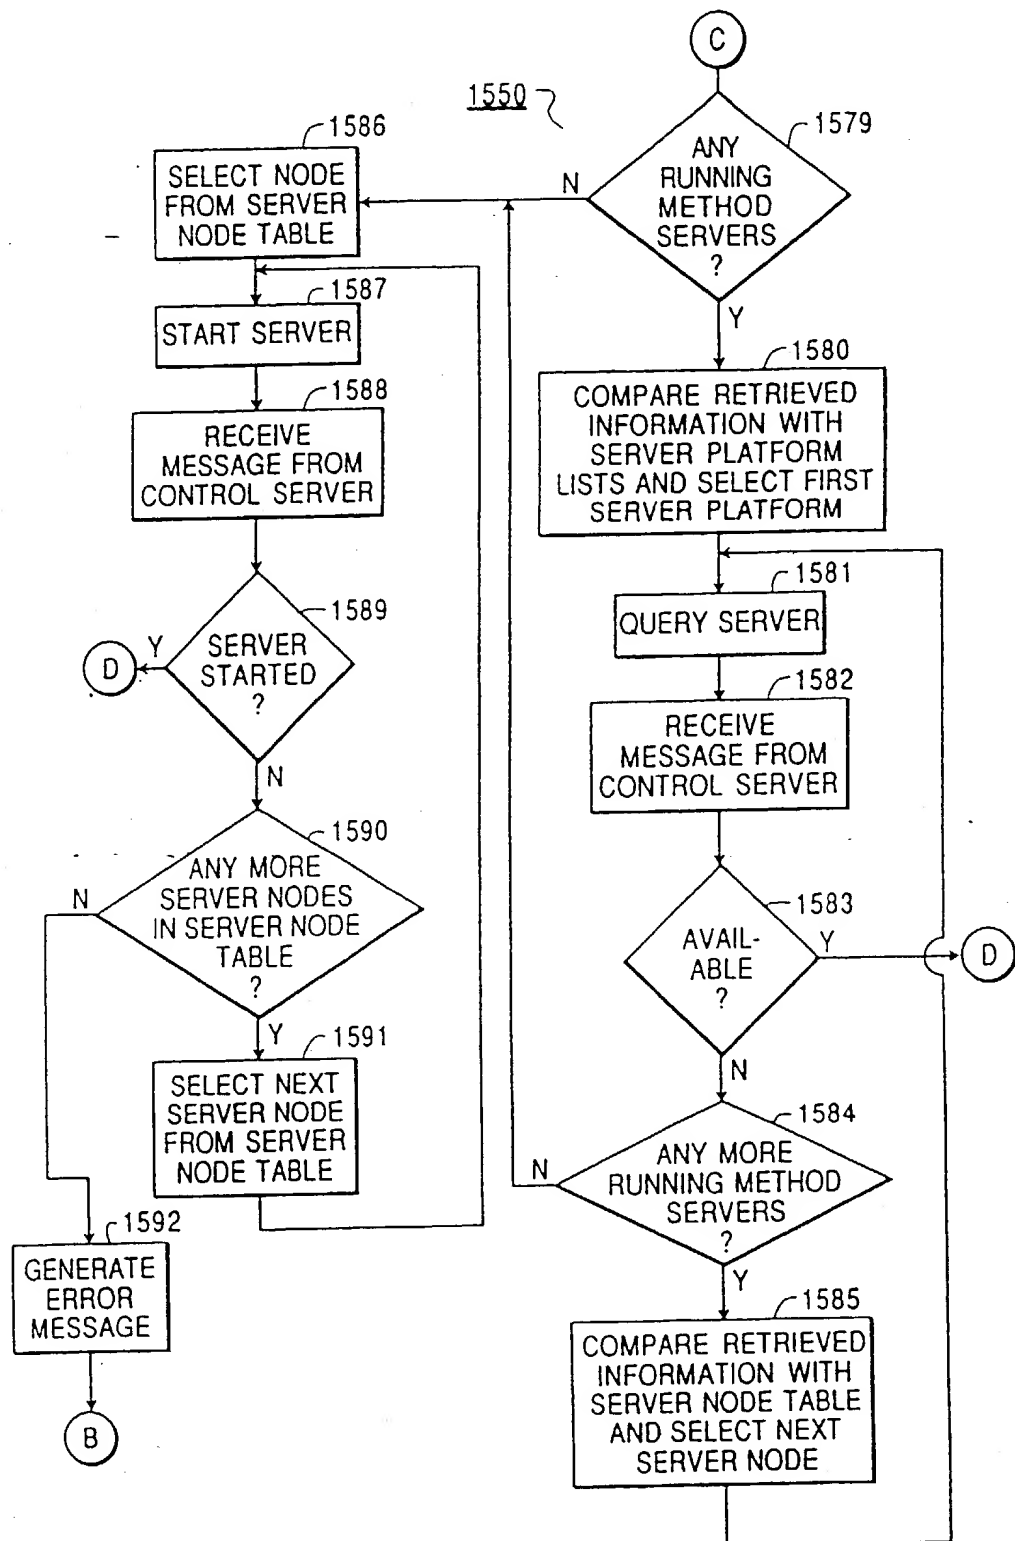 C
1550
1579
ANY
RUNNING
METHOD
SERVERS
?
N
Y
1586
SELECT NODE
FROM SERVER
NODE TABLE
1587
START SERVER
1588
RECEIVE
MESSAGE FROM
CONTROL SERVER
1589
SERVER
STARTED
?
Y
D
N
1590
ANY MORE
SERVER NODES
IN SERVER NODE
TABLE
?
N
Y
1591
SELECT NEXT
SERVER NODE
FROM SERVER
NODE TABLE
1592
GENERATE
ERROR
MESSAGE
B
1580
COMPARE RETRIEVED
INFORMATION WITH
SERVER PLATFORM
LISTS AND SELECT FIRST
SERVER PLATFORM
1581
QUERY SERVER
1582
RECEIVE
MESSAGE FROM
CONTROL SERVER
1583
AVAIL-
ABLE
?
Y
D
N
1584
ANY MORE
RUNNING METHOD
SERVERS
?
N
Y
1585
COMPARE RETRIEVED
INFORMATION WITH
SERVER NODE TABLE
AND SELECT NEXT
SERVER NODE